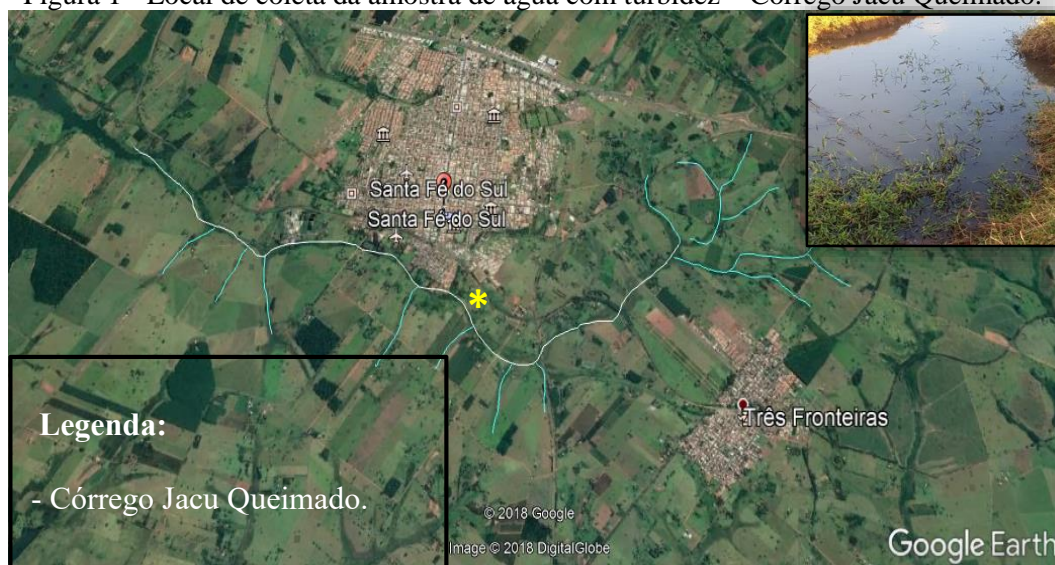 Figura 1 - Local de coleta da amostra de água com turbidez – Córrego Jacu Queimado.
Santa Fé do Sul
Santa Fé do Sul
*
Três Fronteiras
Legenda:
- Córrego Jacu Queimado.
© 2018 Google
Image © 2018 DigitalGlobe
Google Earth